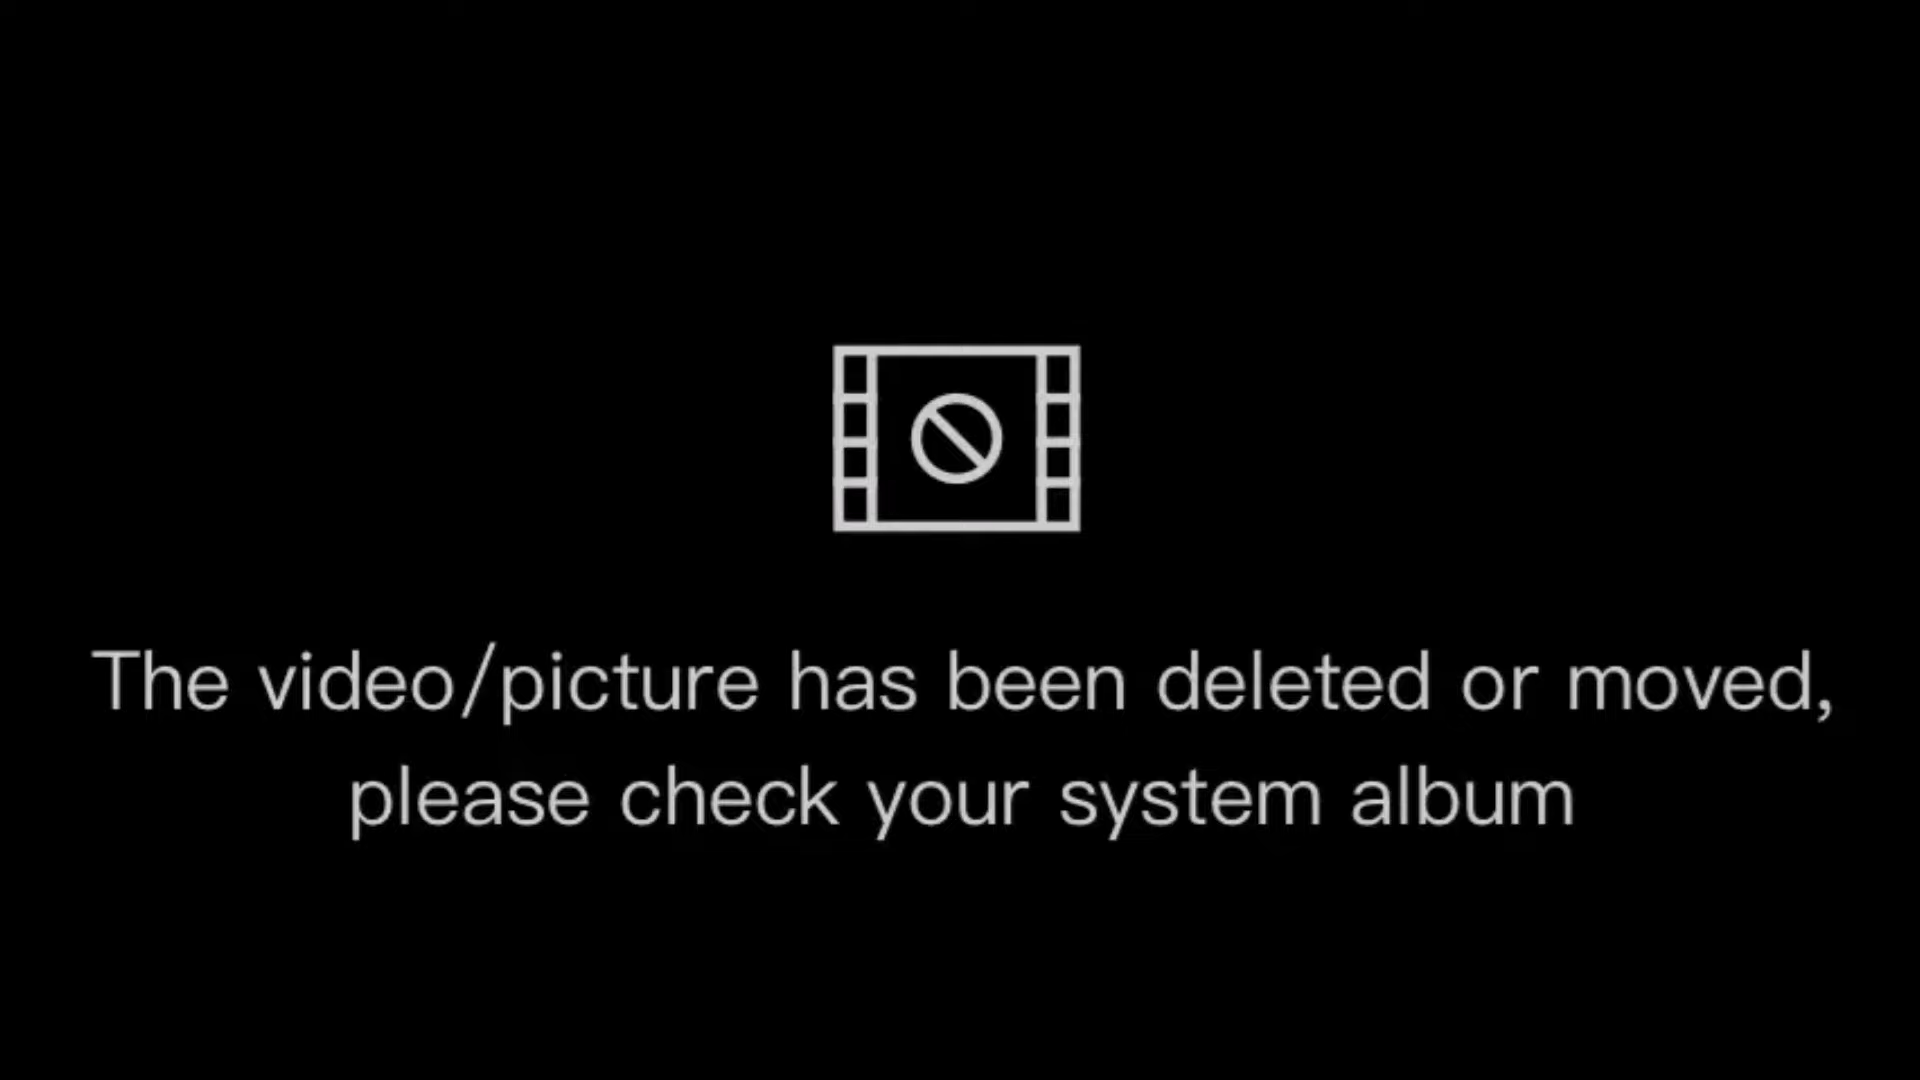 The video/picture has been deleted or moved,
please check your system album